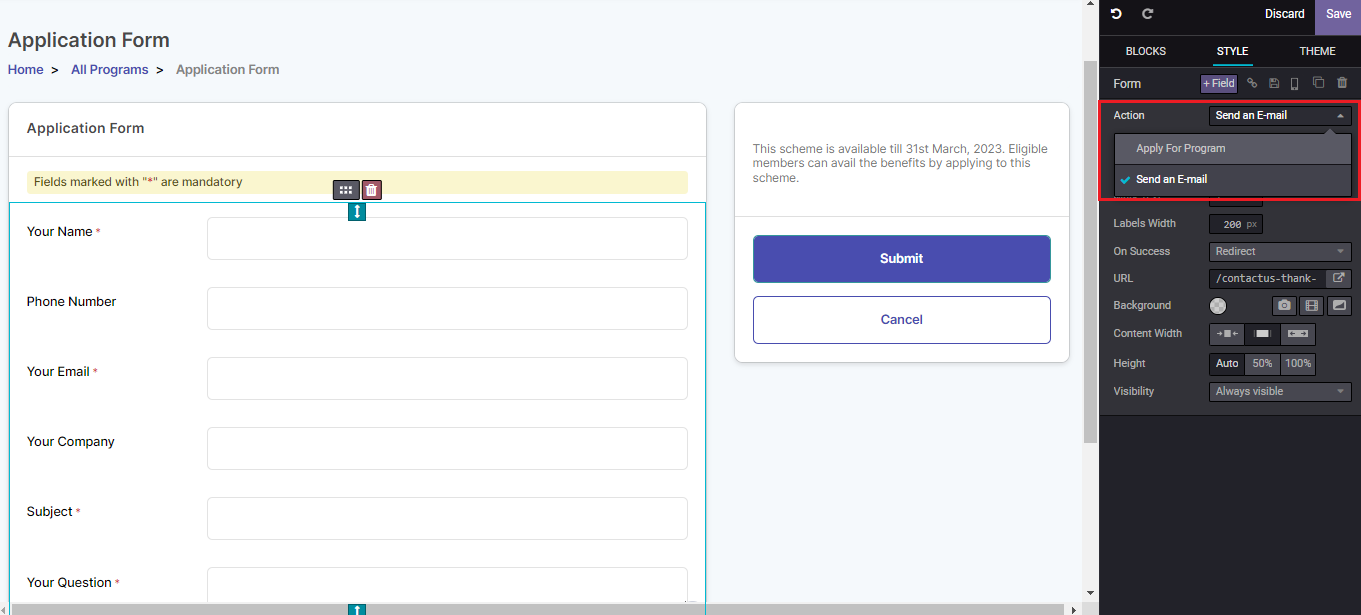 Application Form
Home > All Programs > Application Form
Application Form
Fields marked with "*" are mandatory
Your Name *
Phone Number
Your Email *
Your Company
Subject *
Your Question *
This scheme is available till 31st March, 2023. Eligible
members can avail the benefits by applying to this
scheme.
Submit
Cancel
Discard Save
BLOCKS STYLE THEME
Form + Field
Action Send an E-mail
Apply For Program
Send an E-mail
Labels Width 200 px
On Success Redirect
URL /contactus-thank-
Background
Content Width
Height Auto 50% 100%
Visibility Always visible